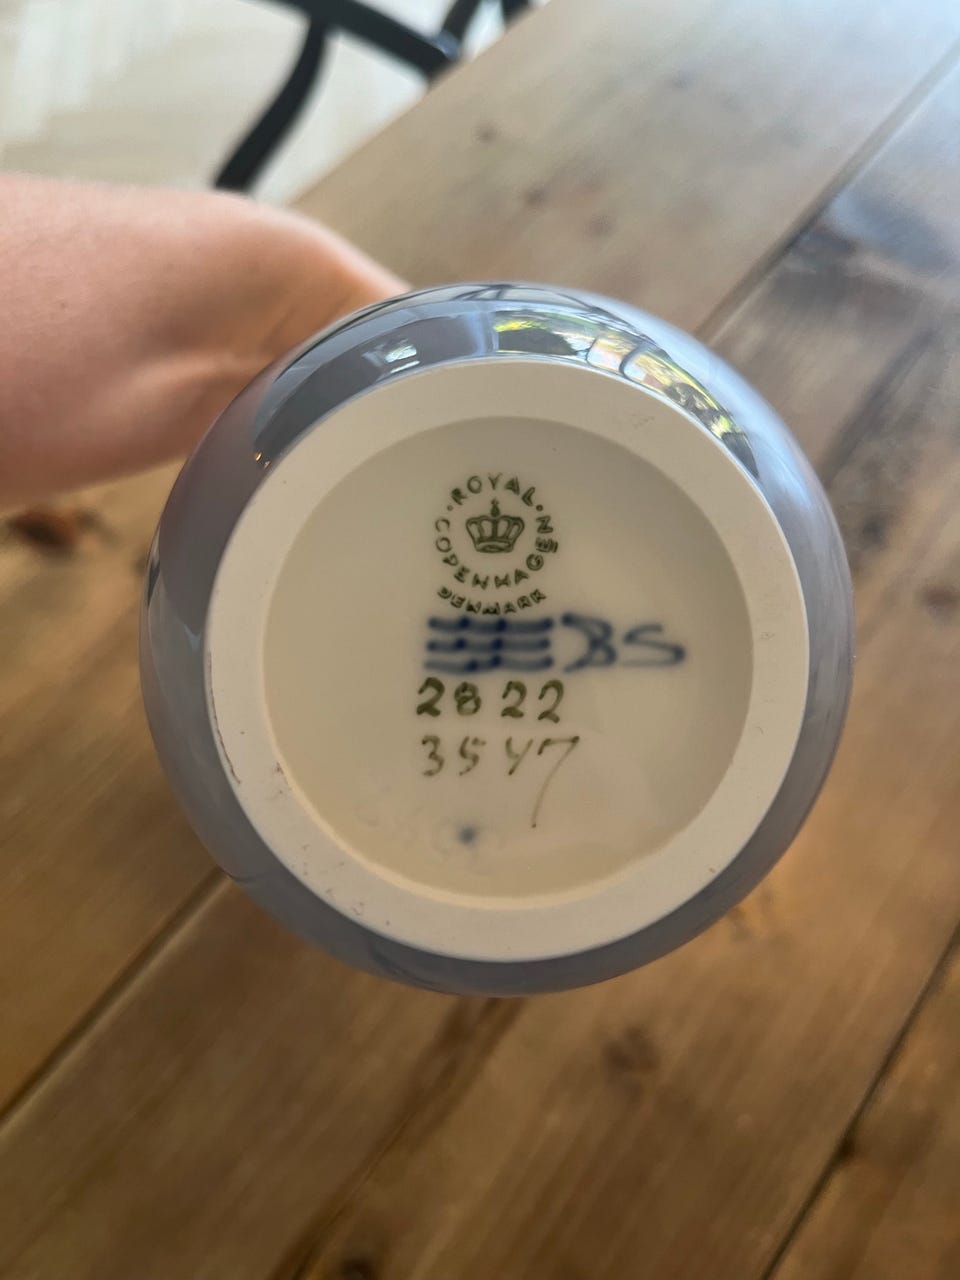 ROYAL
COPENHAGEN
DENMARK
BS
2822
3547